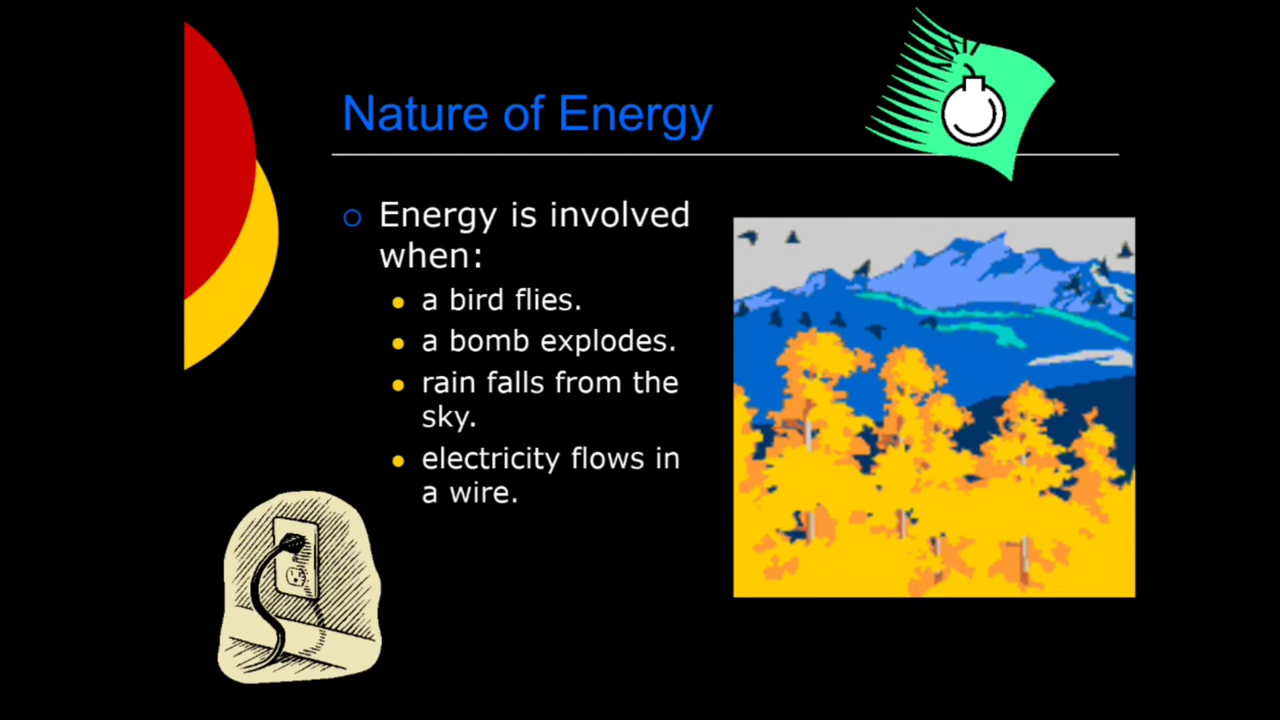 Nature of Energy
Energy is involved
when:
a bird flies.
a bomb explodes.
rain falls from the
sky.
electricity flows in
a wire.